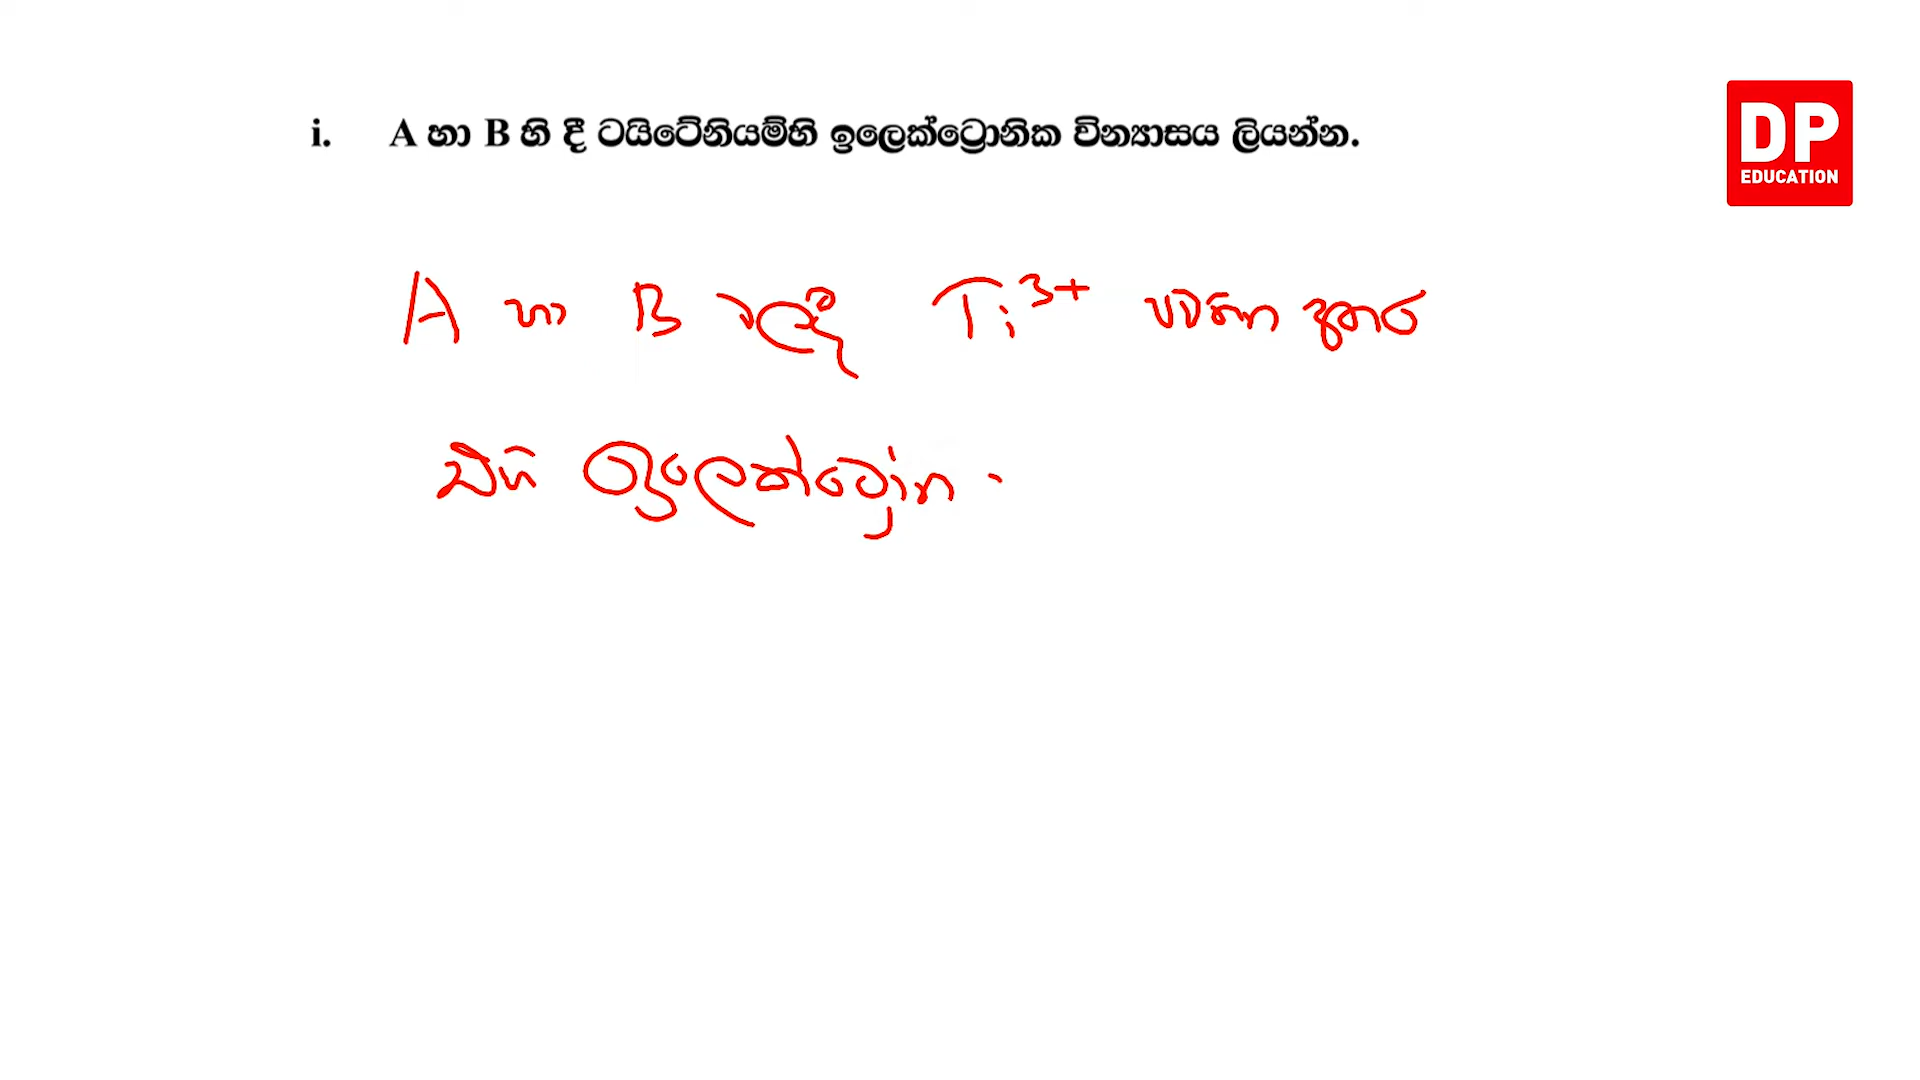 i. A හා B හි දී ටයිටේනියම්හි ඉලෙක්ට්‍රොනික වින්‍යාසය ලියන්න.
DP
EDUCATION
A හා B වලදී Ti³⁺ පවතින අතර
එහි ඉලෙක්ට්‍රෝන